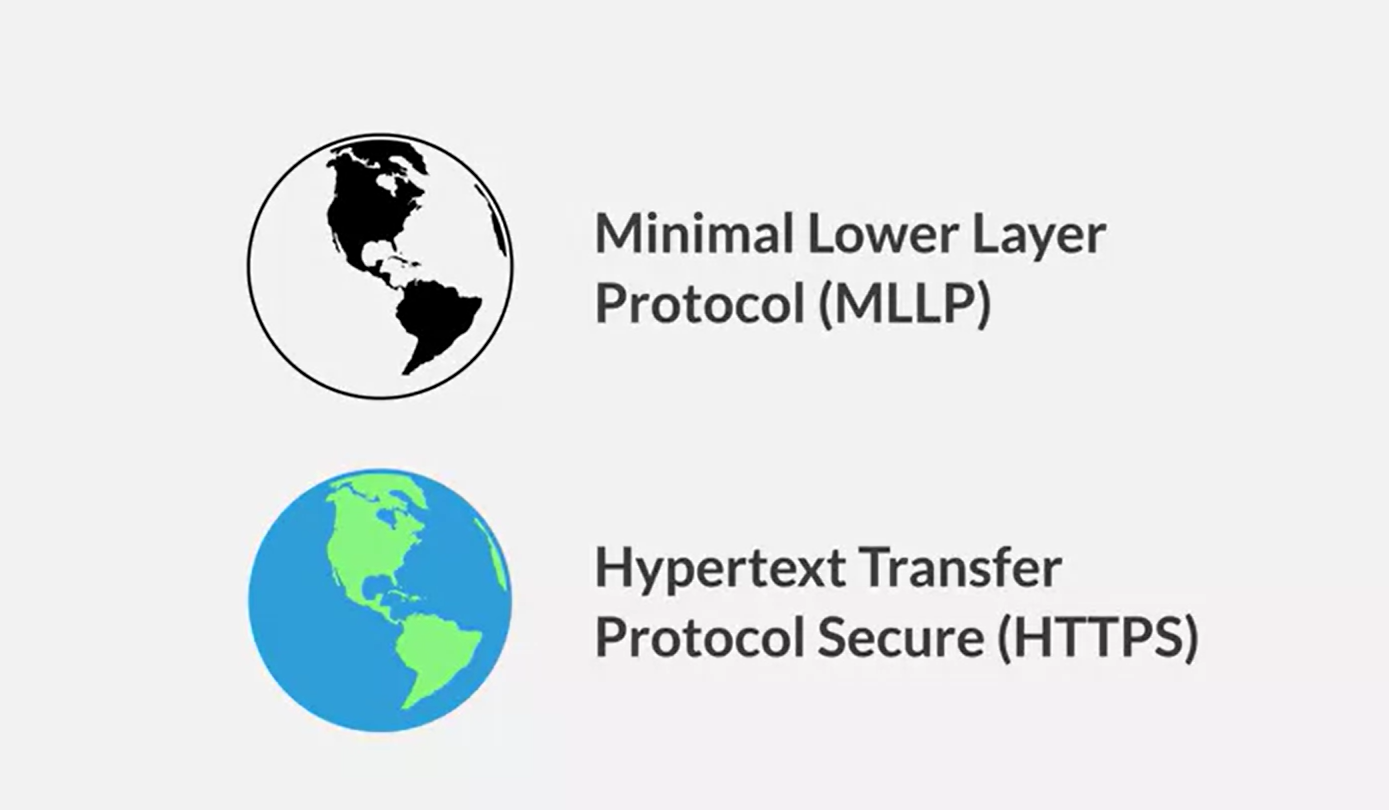 Minimal Lower Layer
Protocol (MLLP)
Hypertext Transfer
Protocol Secure (HTTPS)